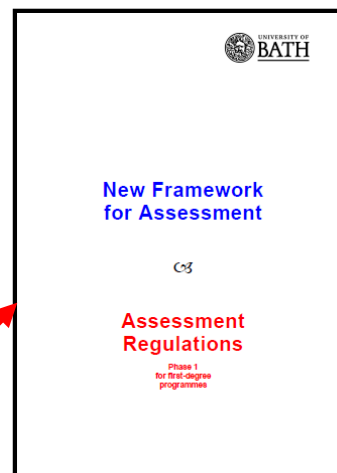 UNIVERSITY OF
BATH
New Framework
for Assessment
Assessment
Regulations
Phase 1
for first-degree
programmes